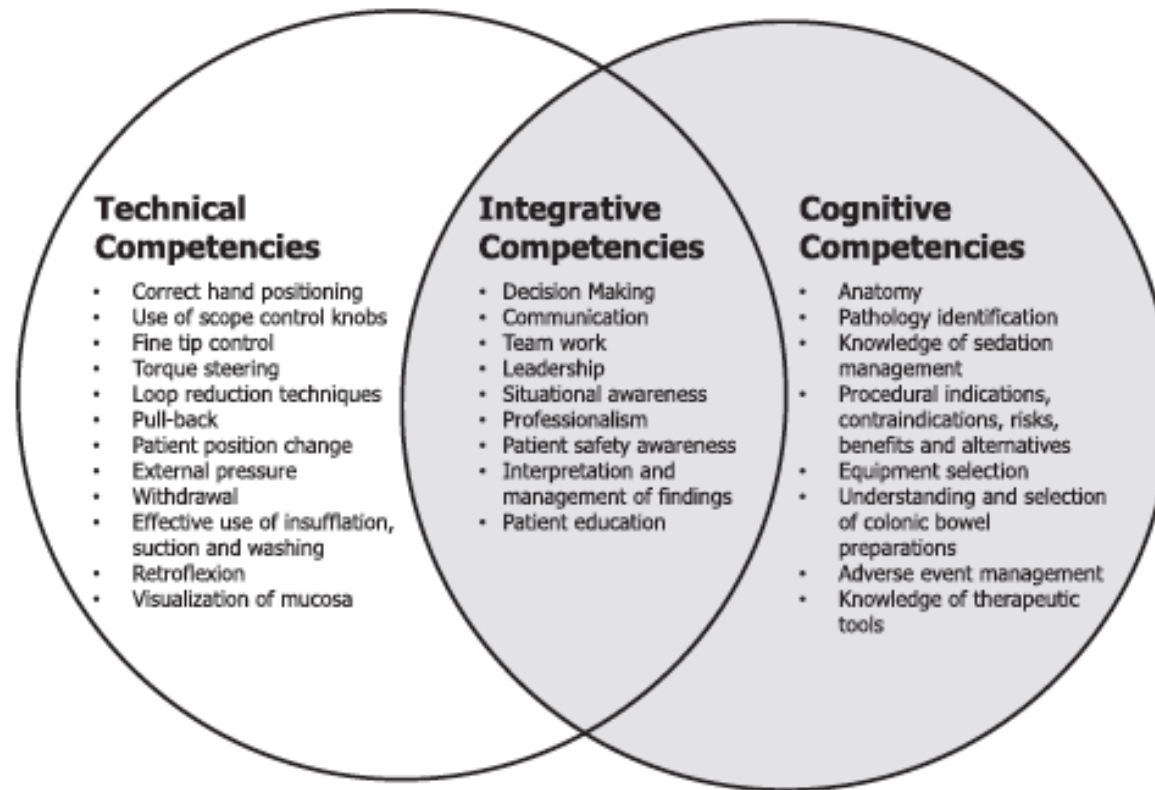 Technical
Competencies
• Correct hand positioning
• Use of scope control knobs
• Fine tip control
• Torque steering
• Loop reduction techniques
• Pull-back
• Patient position change
• External pressure
• Withdrawal
• Effective use of insufflation,
suction and washing
• Retroflexion
• Visualization of mucosa
Integrative
Competencies
• Decision Making
• Communication
• Team work
• Leadership
• Situational awareness
• Professionalism
• Patient safety awareness
• Interpretation and
management of findings
• Patient education
Cognitive
Competencies
• Anatomy
• Pathology identification
• Knowledge of sedation
management
• Procedural indications,
contraindications, risks,
benefits and alternatives
• Equipment selection
• Understanding and selection
of colonic bowel
preparations
• Adverse event management
• Knowledge of therapeutic
tools